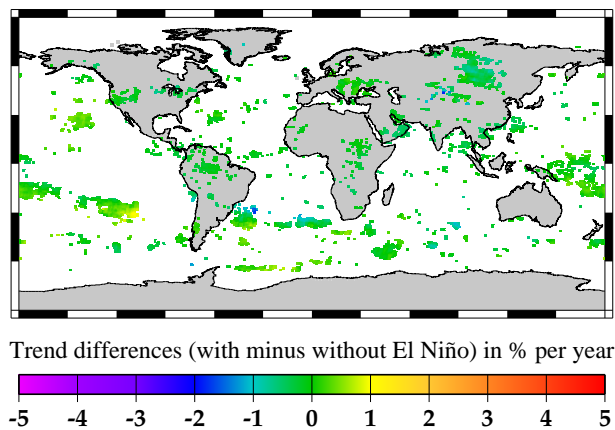 Trend differences (with minus without El Niño) in % per year
-5 -4 -3 -2 -1 0 1 2 3 4 5